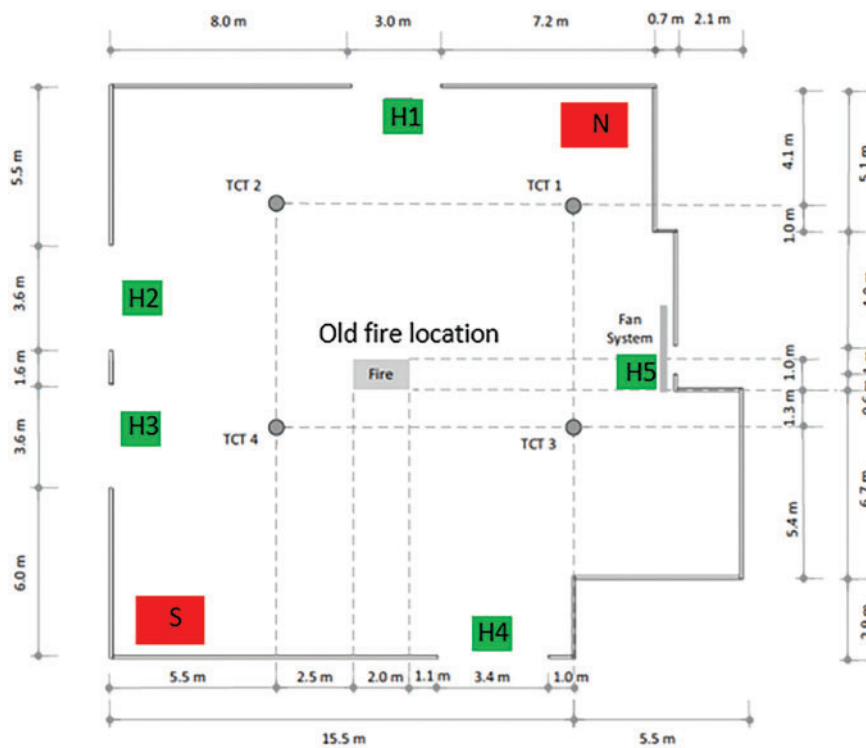 8.0 m
3.0 m
7.2 m
0.7 m
2.1 m
H1
N
5.5 m
4.1 m
5.1 m
TCT 2
TCT 1
1.0 m
H2
3.6 m
Old fire location
Fan
System
1.6 m
Fire
H5
1.0 m
H3
3.6 m
TCT 4
TCT 3
1.3 m
6.7 m
5.4 m
6.0 m
S
H4
5.5 m
2.5 m
2.0 m
1.1 m
3.4 m
1.0 m
15.5 m
5.5 m